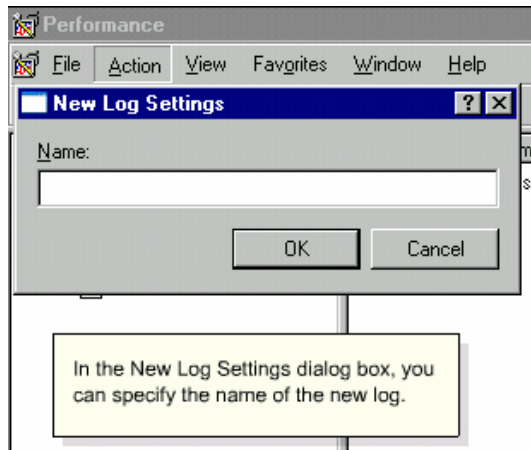 Performance
File Action View Favorites Window Help
New Log Settings
Name:
OK Cancel
In the New Log Settings dialog box, you
can specify the name of the new log.